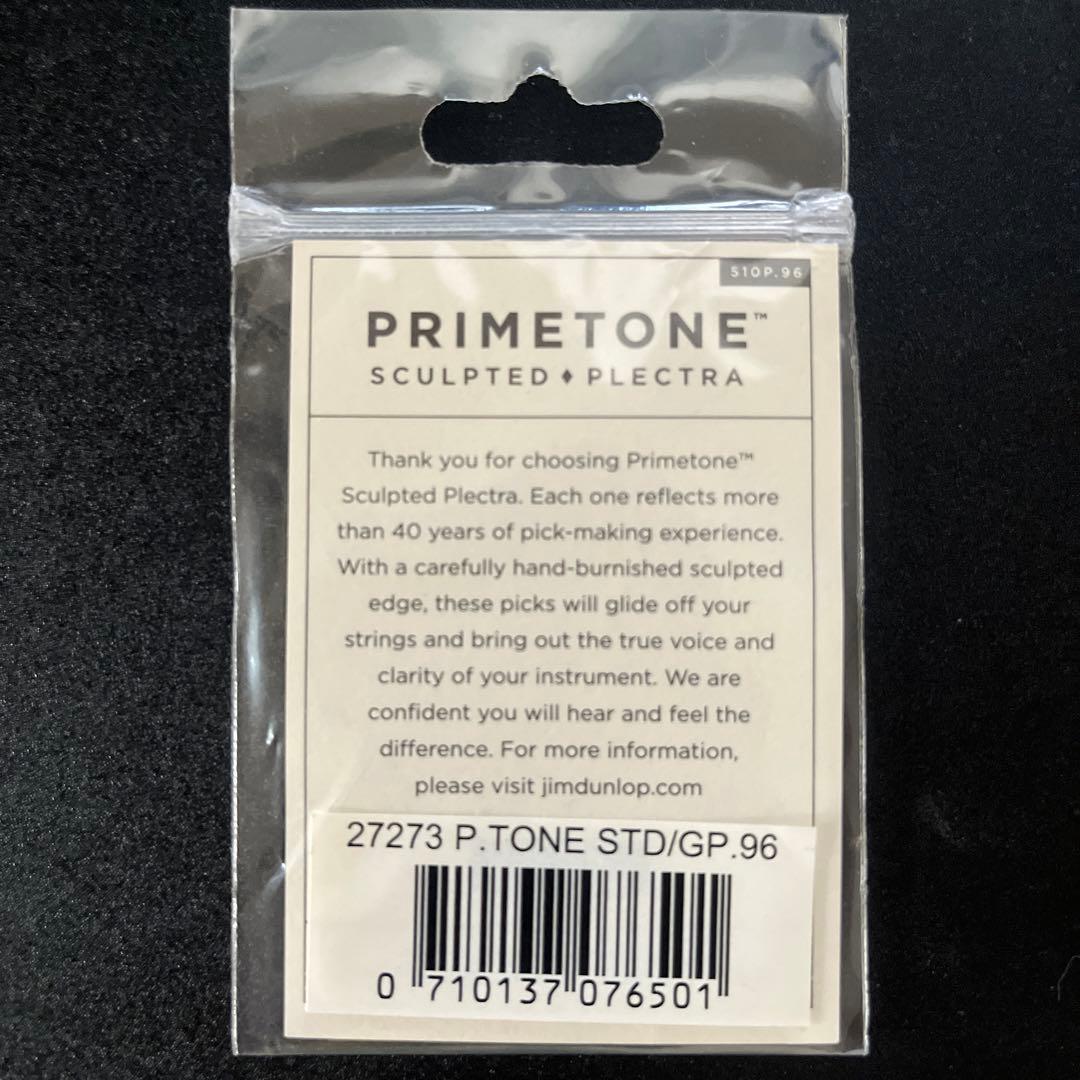 510P.96
PRIMETONE™
SCULPTED ♦ PLECTRA
Thank you for choosing Primetone™
Sculpted Plectra. Each one reflects more
than 40 years of pick-making experience.
With a carefully hand-burnished sculpted
edge, these picks will glide off your
strings and bring out the true voice and
clarity of your instrument. We are
confident you will hear and feel the
difference. For more information,
please visit jimdunlop.com
27273 P.TONE STD/GP.96
0 710137 076501